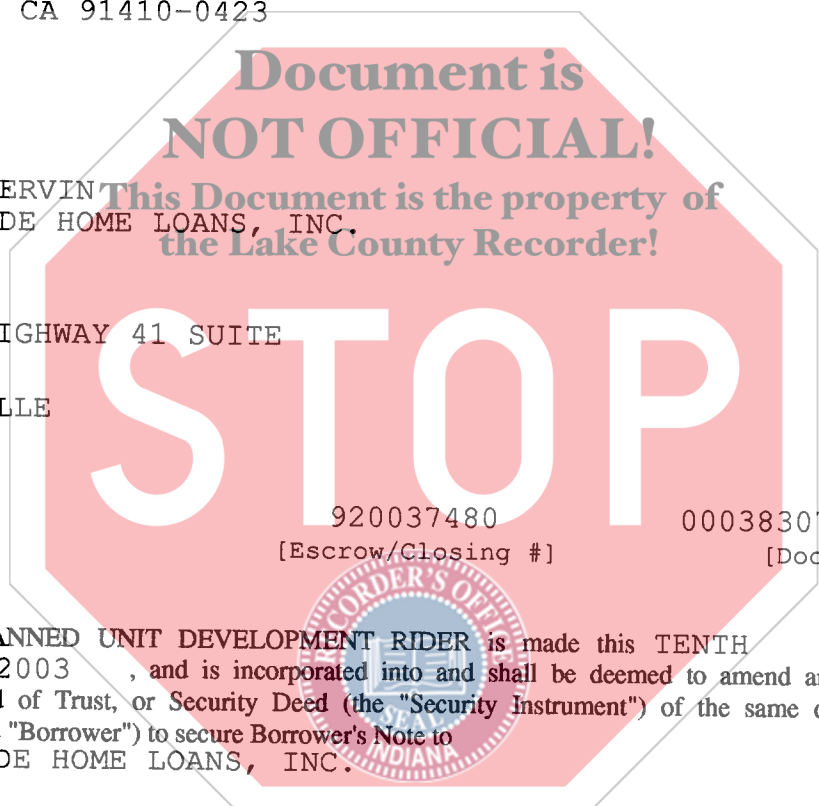 CA 91410-0423
Document is
NOT OFFICIAL!
ERVIN
This Document is the property of
DE HOME LOANS, INC.
the Lake County Recorder!
IGHWAY 41 SUITE
LLE
STOP
920037480 0003830
[Escrow/Closing #] [Doc
RECORDER'S OFFICE
ANNED UNIT DEVELOPMENT RIDER is made this TENTH
2003 , and is incorporated into and shall be deemed to amend a
of Trust, or Security Deed (the "Security Instrument") of the same
"Borrower") to secure Borrower's Note to
SEAL
DE HOME LOANS, INC.
INDIANA